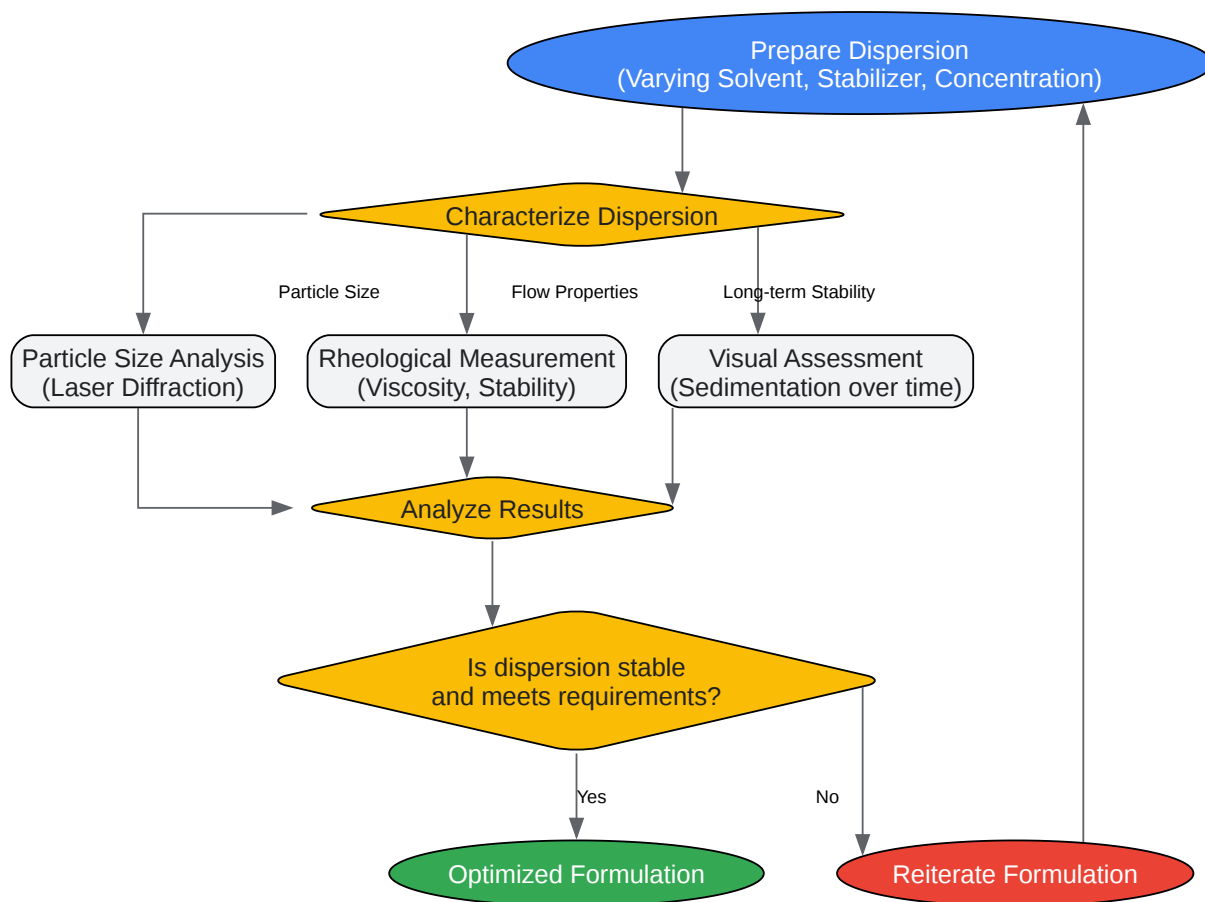 Prepare Dispersion
(Varying Solvent, Stabilizer, Concentration)
Characterize Dispersion
Particle Size
Flow Properties
Long-term Stability
Particle Size Analysis
(Laser Diffraction)
Rheological Measurement
(Viscosity, Stability)
Visual Assessment
(Sedimentation over time)
Analyze Results
Is dispersion stable
and meets requirements?
Yes
No
Optimized Formulation
Reiterate Formulation